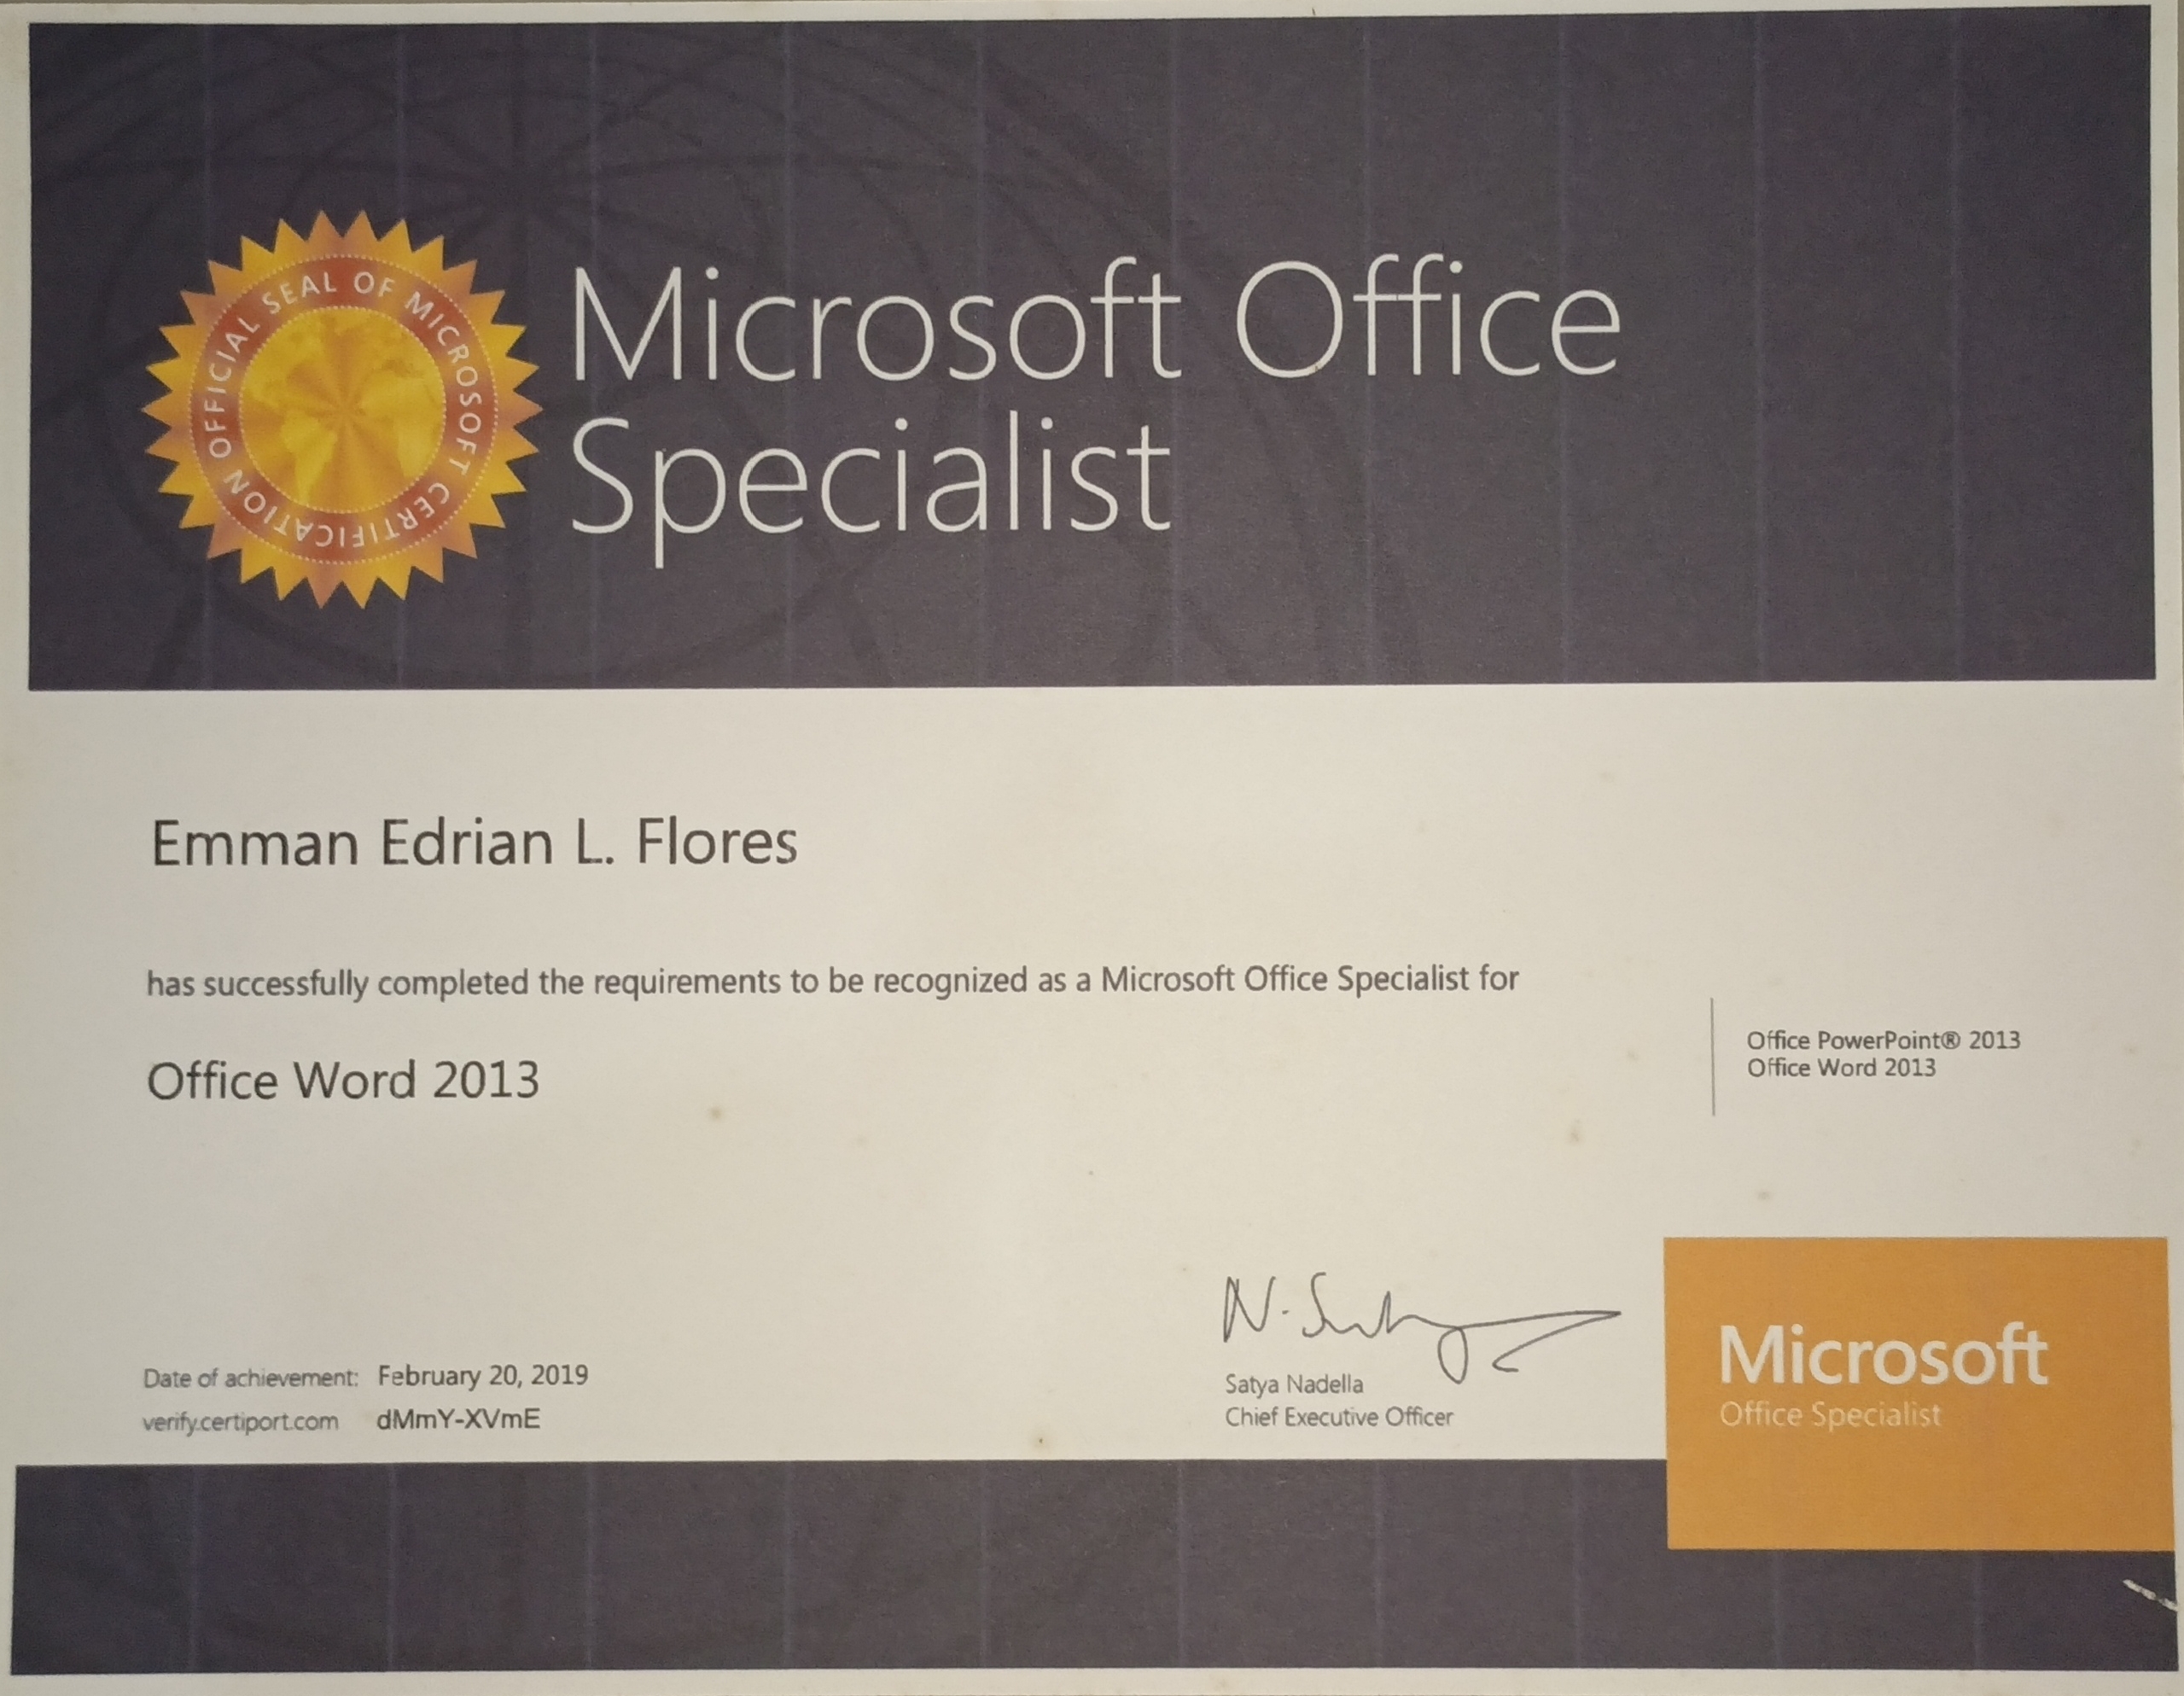 OFFICIAL SEAL OF MICROSOFT CERTIFICATION
Microsoft Office
Specialist
Emman Edrian L. Flores
has successfully completed the requirements to be recognized as a Microsoft Office Specialist for
Office Word 2013
Office PowerPoint® 2013
Office Word 2013
N. Satya
Satya Nadella
Chief Executive Officer
Date of achievement: February 20, 2019
verify.certiport.com dMmY-XVmE
Microsoft
Office Specialist